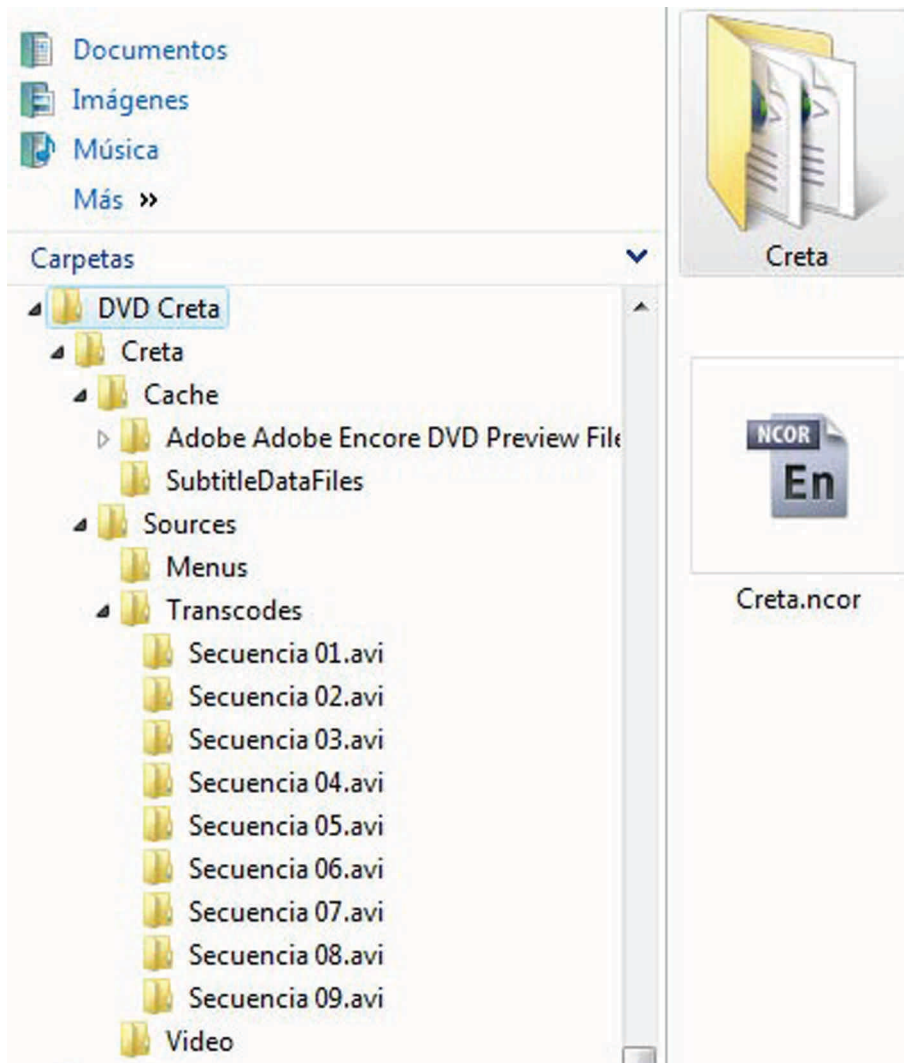 Documentos
Imágenes
Música
Más »
Carpetas
DVD Creta
Creta
Cache
Adobe Adobe Encore DVD Preview File
SubtitleDataFiles
Sources
Menus
Transcodes
Secuencia 01.avi
Secuencia 02.avi
Secuencia 03.avi
Secuencia 04.avi
Secuencia 05.avi
Secuencia 06.avi
Secuencia 07.avi
Secuencia 08.avi
Secuencia 09.avi
Video
Creta
NCOR
En
Creta.ncor